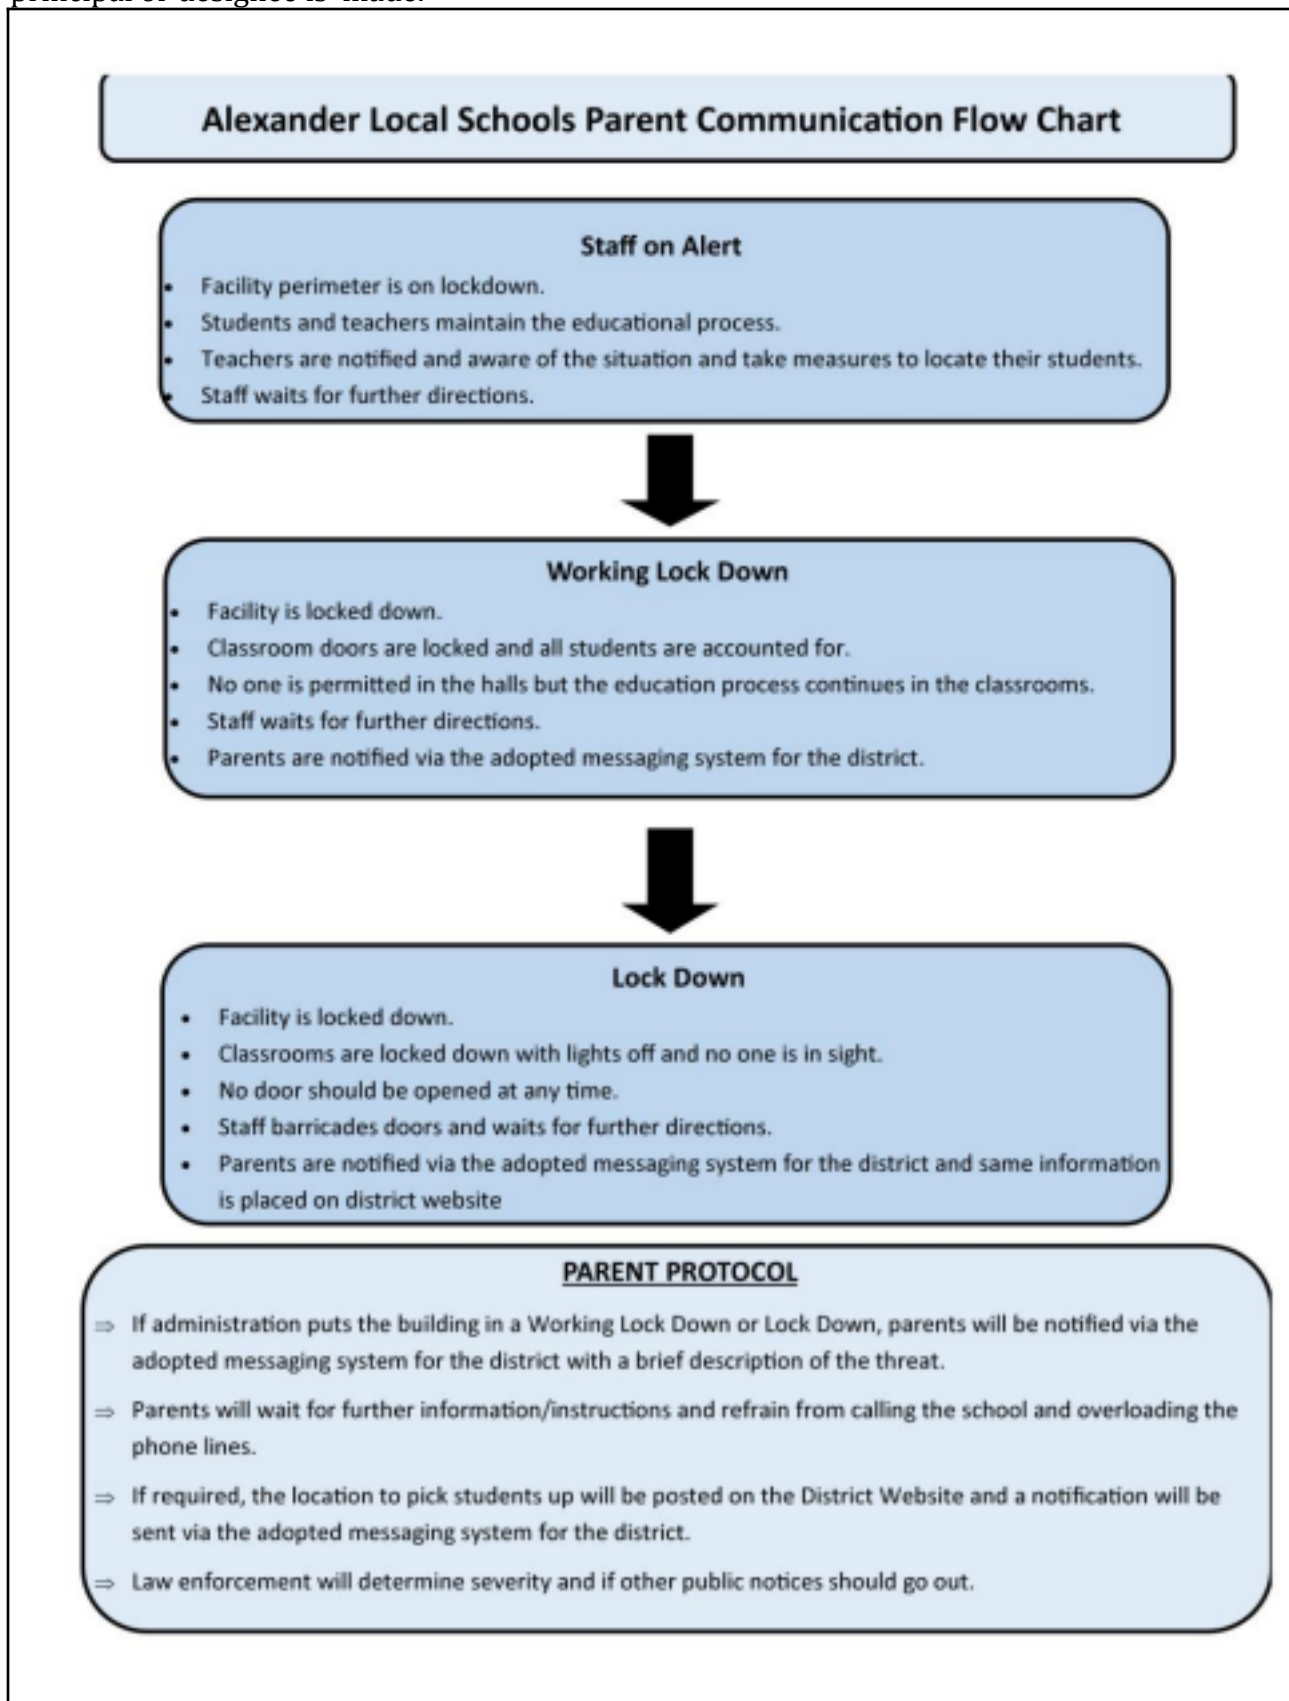 principal or designee is made.
Alexander Local Schools Parent Communication Flow Chart
Staff on Alert
• Facility perimeter is on lockdown.
• Students and teachers maintain the educational process.
• Teachers are notified and aware of the situation and take measures to locate their students.
• Staff waits for further directions.
Working Lock Down
• Facility is locked down.
• Classroom doors are locked and all students are accounted for.
• No one is permitted in the halls but the education process continues in the classrooms.
• Staff waits for further directions.
• Parents are notified via the adopted messaging system for the district.
Lock Down
• Facility is locked down.
• Classrooms are locked down with lights off and no one is in sight.
• No door should be opened at any time.
• Staff barricades doors and waits for further directions.
• Parents are notified via the adopted messaging system for the district and same information
is placed on district website
PARENT PROTOCOL
⇒ If administration puts the building in a Working Lock Down or Lock Down, parents will be notified via the
adopted messaging system for the district with a brief description of the threat.
⇒ Parents will wait for further information/instructions and refrain from calling the school and overloading the
phone lines.
⇒ If required, the location to pick students up will be posted on the District Website and a notification will be
sent via the adopted messaging system for the district.
⇒ Law enforcement will determine severity and if other public notices should go out.